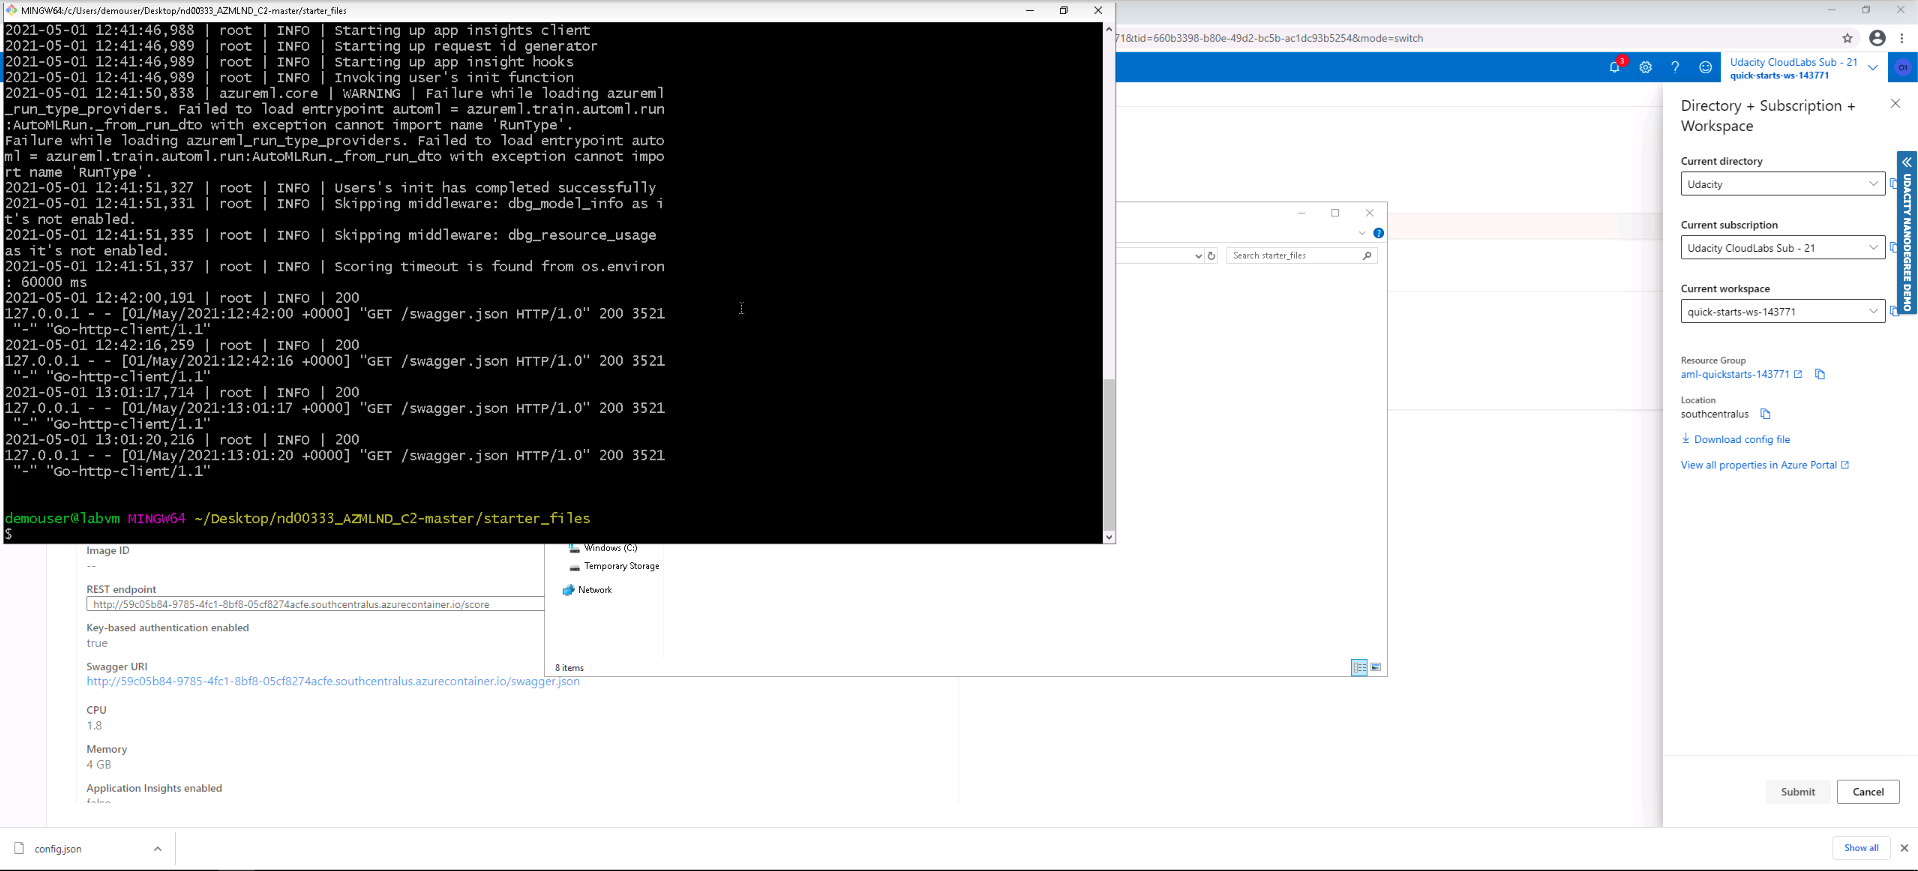 MINGW64:/c/Users/demouser/Desktop/nd00333_AZMLND_C2-master/starter_files
2021-05-01 12:41:46,988 | root | INFO | Starting up app insights client
2021-05-01 12:41:46,989 | root | INFO | Starting up request id generator
2021-05-01 12:41:46,989 | root | INFO | Starting up app insight hooks
2021-05-01 12:41:46,989 | root | INFO | Invoking user's init function
2021-05-01 12:41:50,838 | azureml.core | WARNING | Failure while loading azureml
_run_type_providers. Failed to load entrypoint automl = azureml.train.automl.run
:AutoMLRun._from_run_dto with exception cannot import name 'RunType'.
Failure while loading azureml_run_type_providers. Failed to load entrypoint auto
ml = azureml.train.automl.run:AutoMLRun._from_run_dto with exception cannot impo
rt name 'RunType'.
2021-05-01 12:41:51,327 | root | INFO | Users's init has completed successfully
2021-05-01 12:41:51,331 | root | INFO | Skipping middleware: dbg_model_info as i
t's not enabled.
2021-05-01 12:41:51,335 | root | INFO | Skipping middleware: dbg_resource_usage
as it's not enabled.
2021-05-01 12:41:51,337 | root | INFO | Scoring timeout is found from os.environ
: 60000 ms
2021-05-01 12:42:00,191 | root | INFO | 200
127.0.0.1 - - [01/May/2021:12:42:00 +0000] "GET /swagger.json HTTP/1.0" 200 3521
"-" "Go-http-client/1.1"
2021-05-01 12:42:16,259 | root | INFO | 200
127.0.0.1 - - [01/May/2021:12:42:16 +0000] "GET /swagger.json HTTP/1.0" 200 3521
"-" "Go-http-client/1.1"
2021-05-01 13:01:17,714 | root | INFO | 200
127.0.0.1 - - [01/May/2021:13:01:17 +0000] "GET /swagger.json HTTP/1.0" 200 3521
"-" "Go-http-client/1.1"
2021-05-01 13:01:20,216 | root | INFO | 200
127.0.0.1 - - [01/May/2021:13:01:20 +0000] "GET /swagger.json HTTP/1.0" 200 3521
"-" "Go-http-client/1.1"
demouser@labvm MINGW64 ~/Desktop/nd00333_AZMLND_C2-master/starter_files
$
71&tid=660b3398-b80e-49d2-bc5b-ac1dc93b5254&mode=switch
3
?
Udacity CloudLabs Sub - 21
quick-starts-ws-143771
Search starter_files
Windows (C:)
Temporary Storage
Network
8 items
Image ID
--
REST endpoint
http://59c05b84-9785-4fc1-8bf8-05cf8274acfe.southcentralus.azurecontainer.io/score
Key-based authentication enabled
true
Swagger URI
http://59c05b84-9785-4fc1-8bf8-05cf8274acfe.southcentralus.azurecontainer.io/swagger.json
CPU
1.8
Memory
4 GB
Application Insights enabled
false
Directory + Subscription +
Workspace
Current directory
Udacity
Current subscription
Udacity CloudLabs Sub - 21
Current workspace
quick-starts-ws-143771
Resource Group
aml-quickstarts-143771
Location
southcentralus
Download config file
View all properties in Azure Portal
UDACITY NANODEGREE DEMO
Submit
Cancel
config.json
Show all